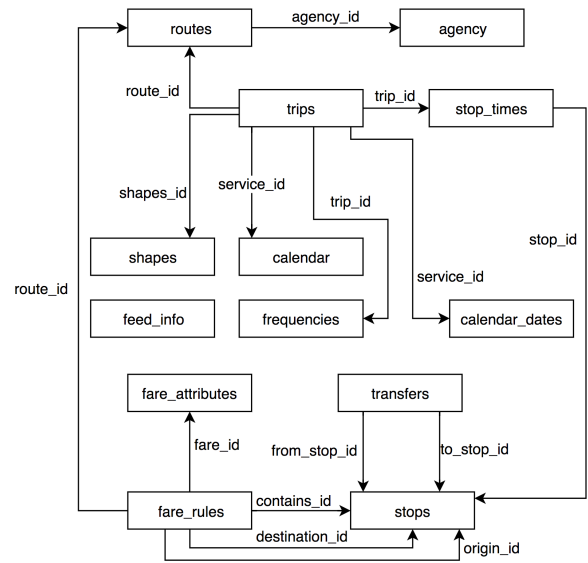 agency_id
routes
agency
route_id
trip_id
trips
stop_times
shapes_id
service_id
trip_id
stop_id
shapes
calendar
service_id
route_id
feed_info
frequencies
calendar_dates
fare_attributes
transfers
fare_id
from_stop_id
to_stop_id
contains_id
fare_rules
stops
destination_id
origin_id